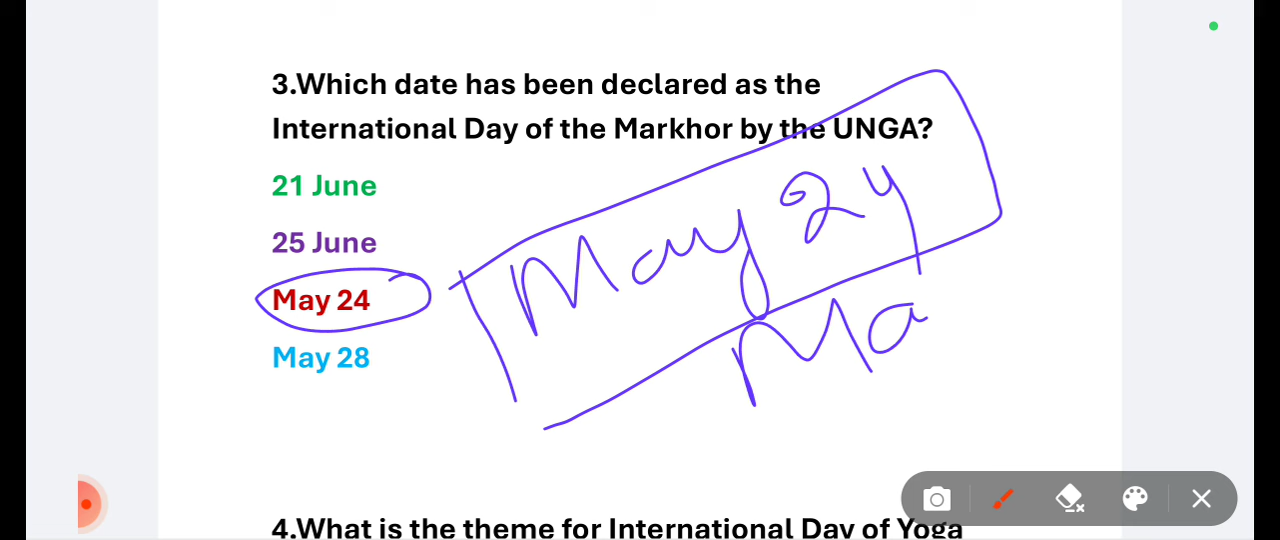 3.Which date has been declared as the
International Day of the Markhor by the UNGA?
21 June
25 June
May 24
May 28
May 24
Ma
4.What is the theme for International Day of Yoga